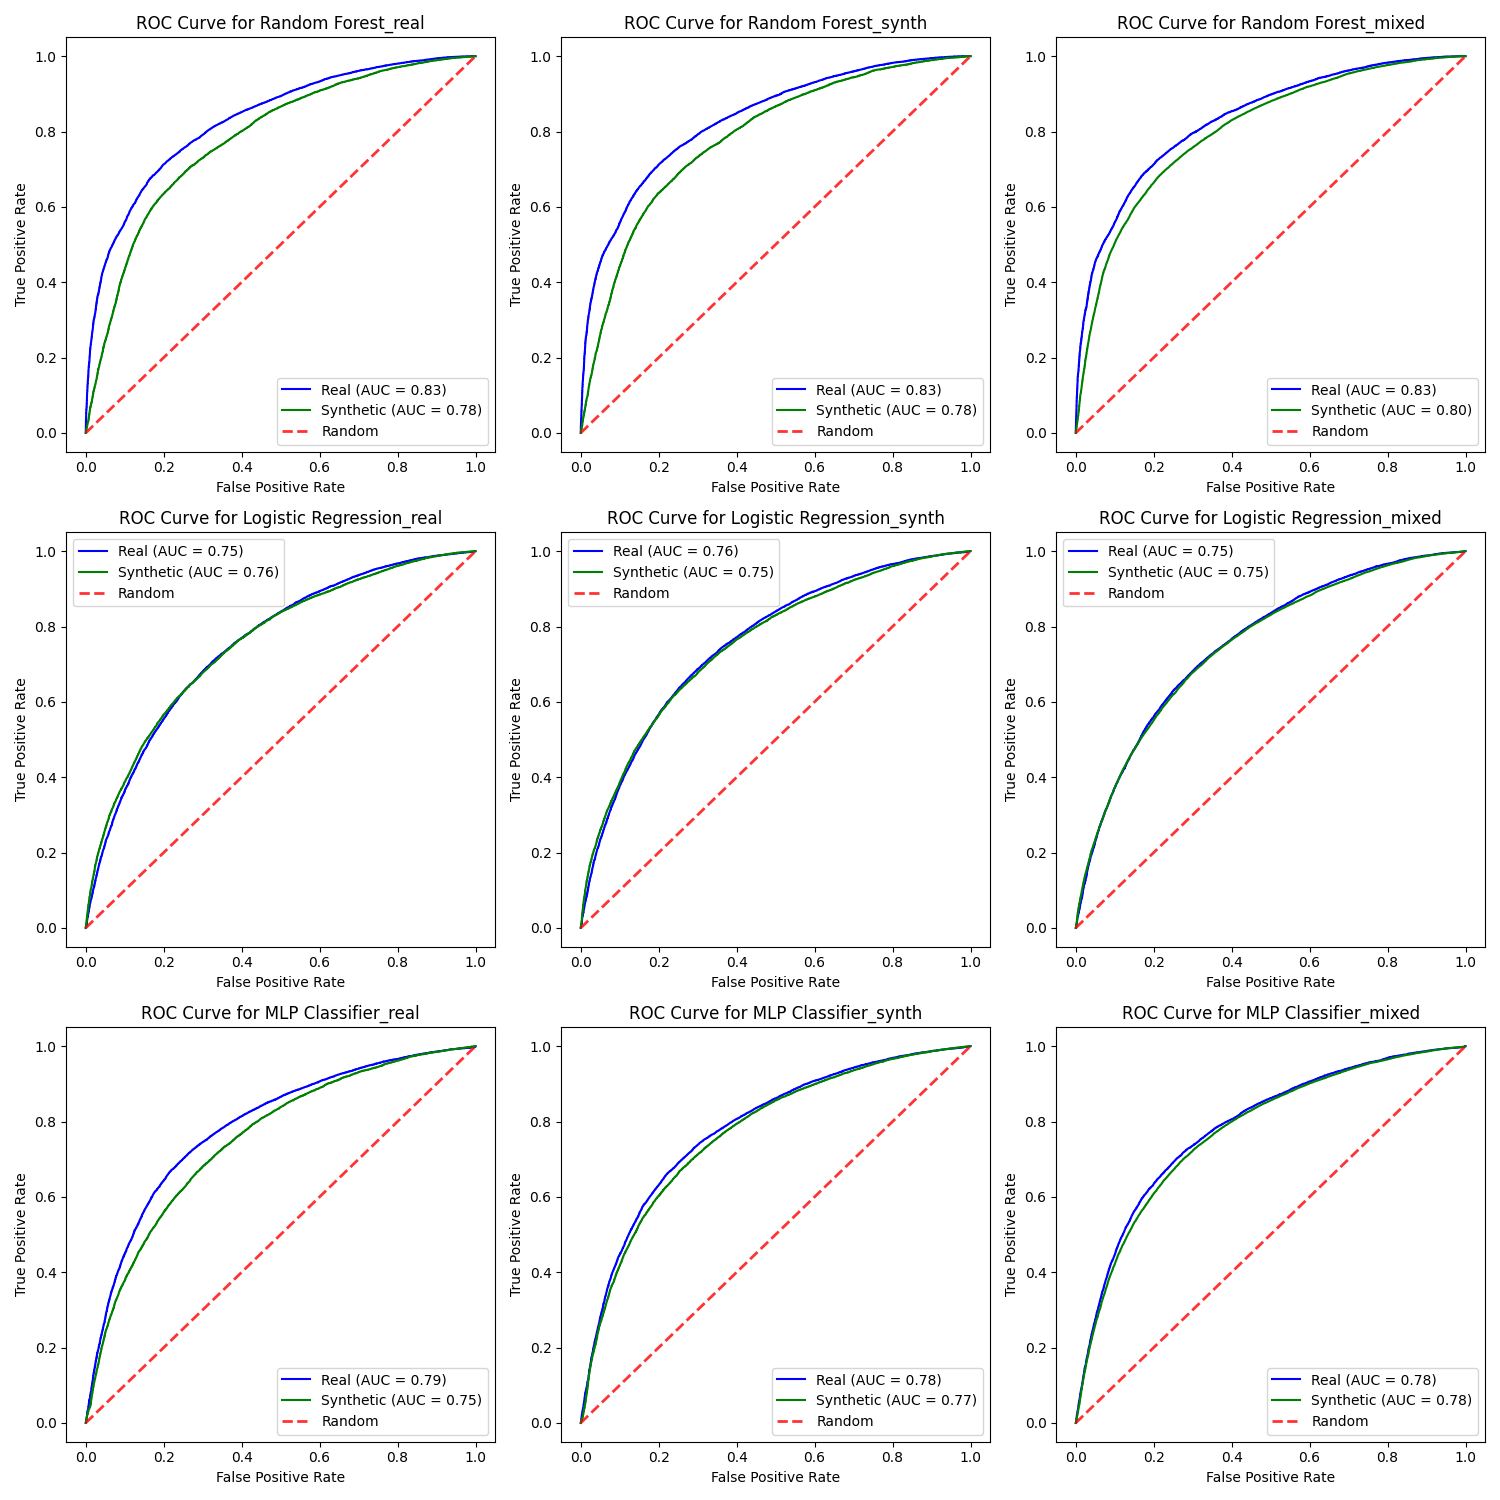 ROC Curve for Random Forest_real
True Positive Rate
1.0
0.8
0.6
0.4
0.2
0.0
Real (AUC = 0.83)
Synthetic (AUC = 0.78)
Random
0.0 0.2 0.4 0.6 0.8 1.0
False Positive Rate
ROC Curve for Random Forest_synth
True Positive Rate
1.0
0.8
0.6
0.4
0.2
0.0
Real (AUC = 0.83)
Synthetic (AUC = 0.78)
Random
0.0 0.2 0.4 0.6 0.8 1.0
False Positive Rate
ROC Curve for Random Forest_mixed
True Positive Rate
1.0
0.8
0.6
0.4
0.2
0.0
Real (AUC = 0.83)
Synthetic (AUC = 0.80)
Random
0.0 0.2 0.4 0.6 0.8 1.0
False Positive Rate
ROC Curve for Logistic Regression_real
Real (AUC = 0.75)
Synthetic (AUC = 0.76)
Random
True Positive Rate
1.0
0.8
0.6
0.4
0.2
0.0
0.0 0.2 0.4 0.6 0.8 1.0
False Positive Rate
ROC Curve for Logistic Regression_synth
Real (AUC = 0.76)
Synthetic (AUC = 0.75)
Random
True Positive Rate
1.0
0.8
0.6
0.4
0.2
0.0
0.0 0.2 0.4 0.6 0.8 1.0
False Positive Rate
ROC Curve for Logistic Regression_mixed
Real (AUC = 0.75)
Synthetic (AUC = 0.75)
Random
True Positive Rate
1.0
0.8
0.6
0.4
0.2
0.0
0.0 0.2 0.4 0.6 0.8 1.0
False Positive Rate
ROC Curve for MLP Classifier_real
True Positive Rate
1.0
0.8
0.6
0.4
0.2
0.0
Real (AUC = 0.79)
Synthetic (AUC = 0.75)
Random
0.0 0.2 0.4 0.6 0.8 1.0
False Positive Rate
ROC Curve for MLP Classifier_synth
True Positive Rate
1.0
0.8
0.6
0.4
0.2
0.0
Real (AUC = 0.78)
Synthetic (AUC = 0.77)
Random
0.0 0.2 0.4 0.6 0.8 1.0
False Positive Rate
ROC Curve for MLP Classifier_mixed
True Positive Rate
1.0
0.8
0.6
0.4
0.2
0.0
Real (AUC = 0.78)
Synthetic (AUC = 0.78)
Random
0.0 0.2 0.4 0.6 0.8 1.0
False Positive Rate